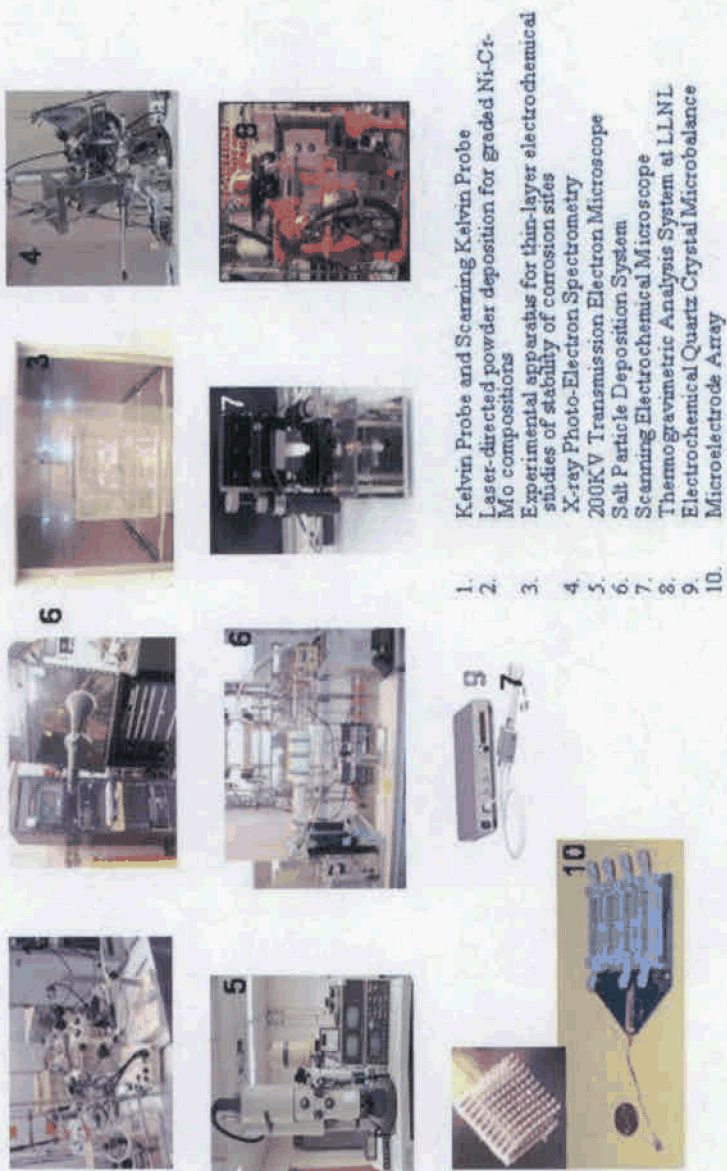 4
3
6
8
7
6
5
9
7
10
1. Kelvin Probe and Scanning Kelvin Probe
2. Laser-directed powder deposition for graded Ni-Cr-
Mo compositions
3. Experimental apparatus for thin-layer electrochemical
studies of stability of corrosion sites
4. X-ray Photo-Electron Spectrometry
5. 200KV Transmission Electron Microscope
6. Salt Particle Deposition System
7. Scanning Electrochemical Microscope
8. Thermogravimetric Analysis System at LLNL
9. Electrochemical Quartz Crystal Microbalance
10. Microelectrode Array